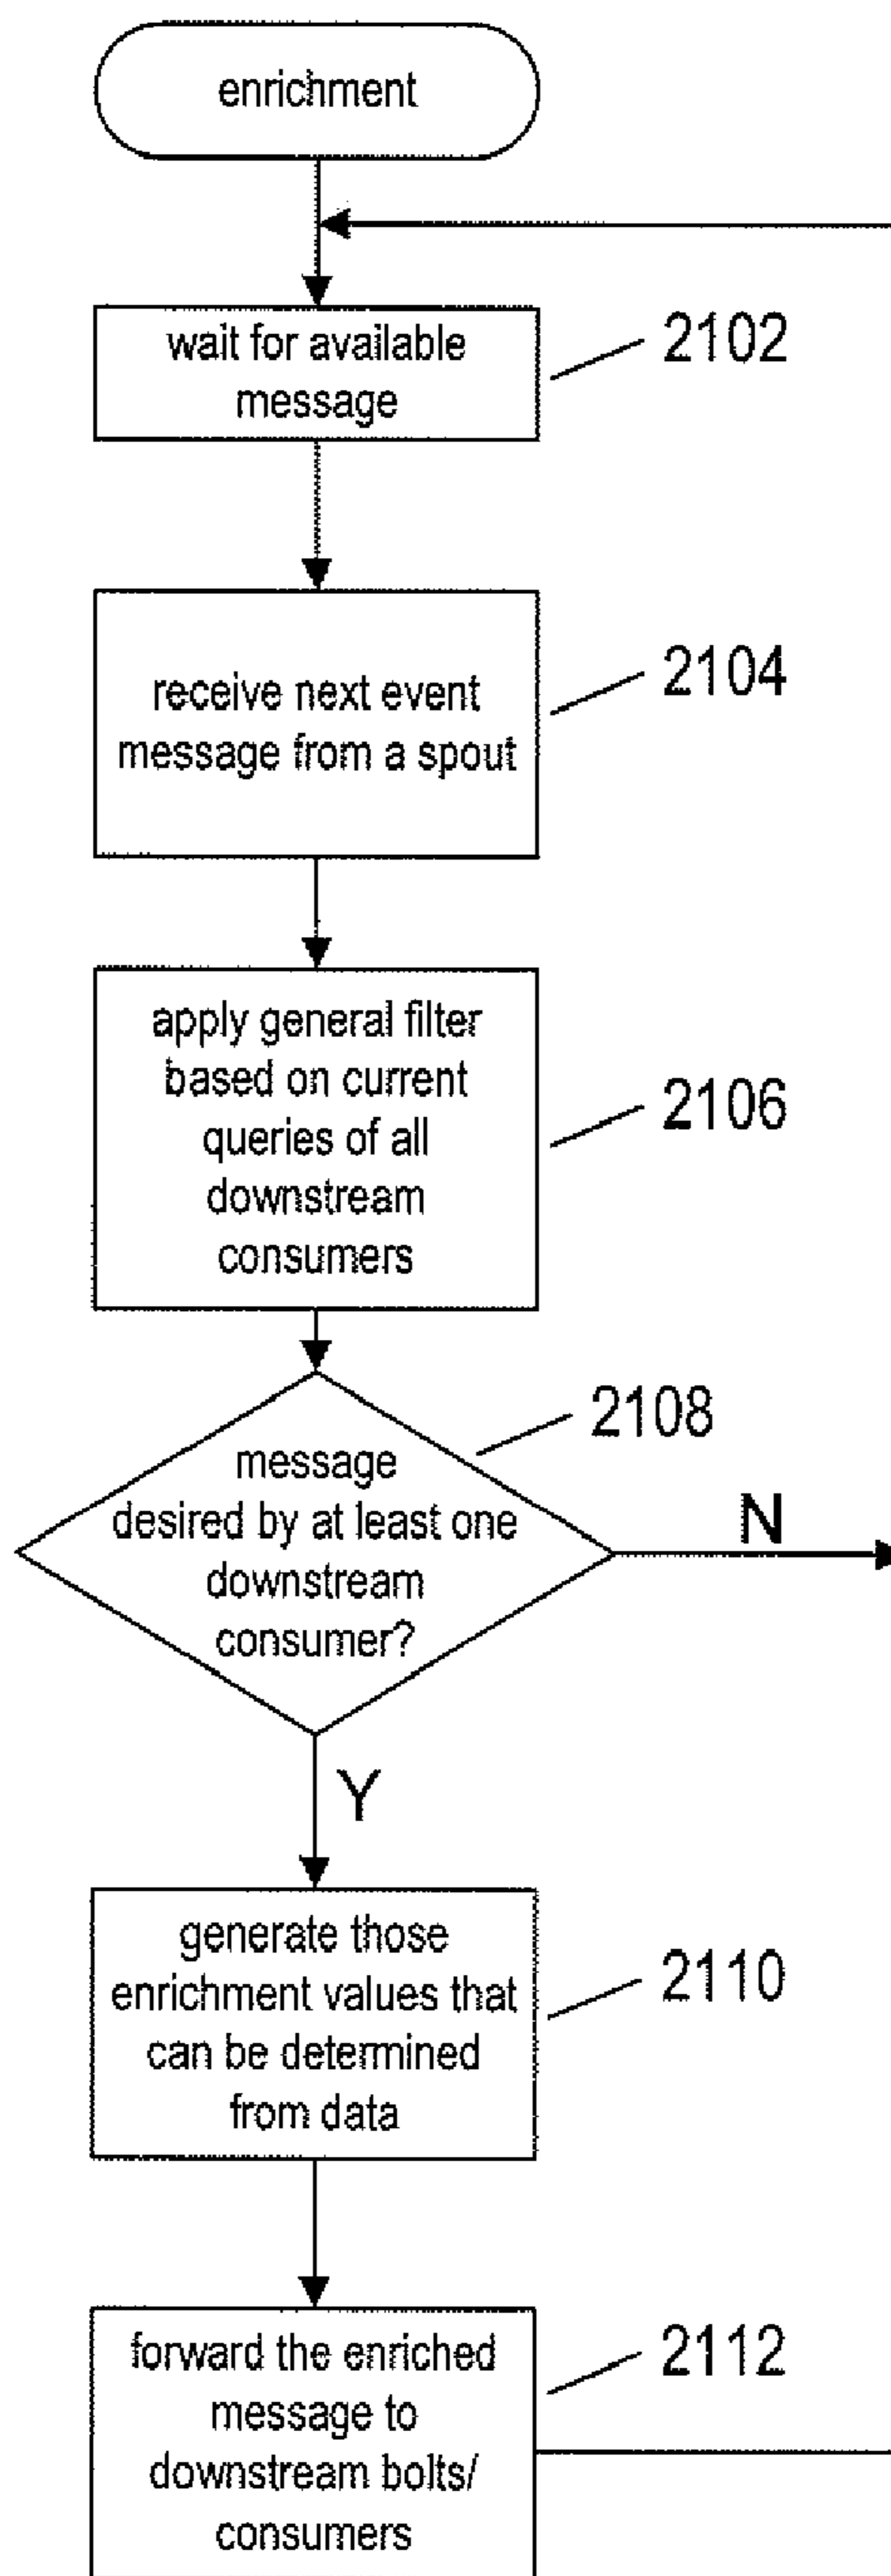 enrichment
wait for available
message
2102
receive next event
message from a spout
2104
apply general filter
based on current
queries of all
downstream
consumers
2106
message
desired by at least one
downstream
consumer?
2108
N
Y
generate those
enrichment values that
can be determined
from data
2110
forward the enriched
message to
downstream bolts/
consumers
2112